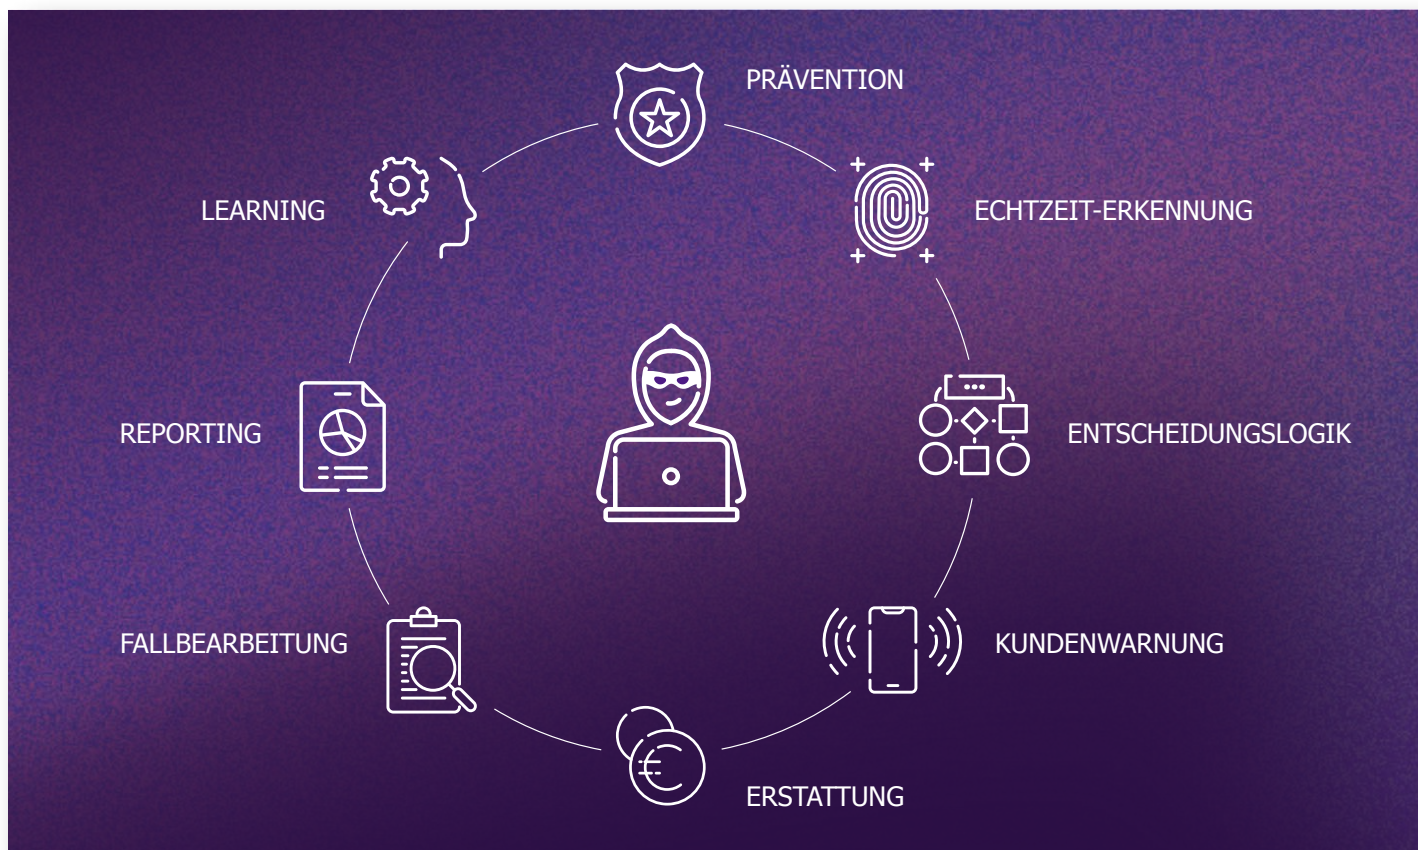 PRÄVENTION
ECHTZEIT-ERKENNUNG
ENTSCHEIDUNGSLOGIK
KUNDENWARNUNG
ERSTATTUNG
FALLBEARBEITUNG
REPORTING
LEARNING